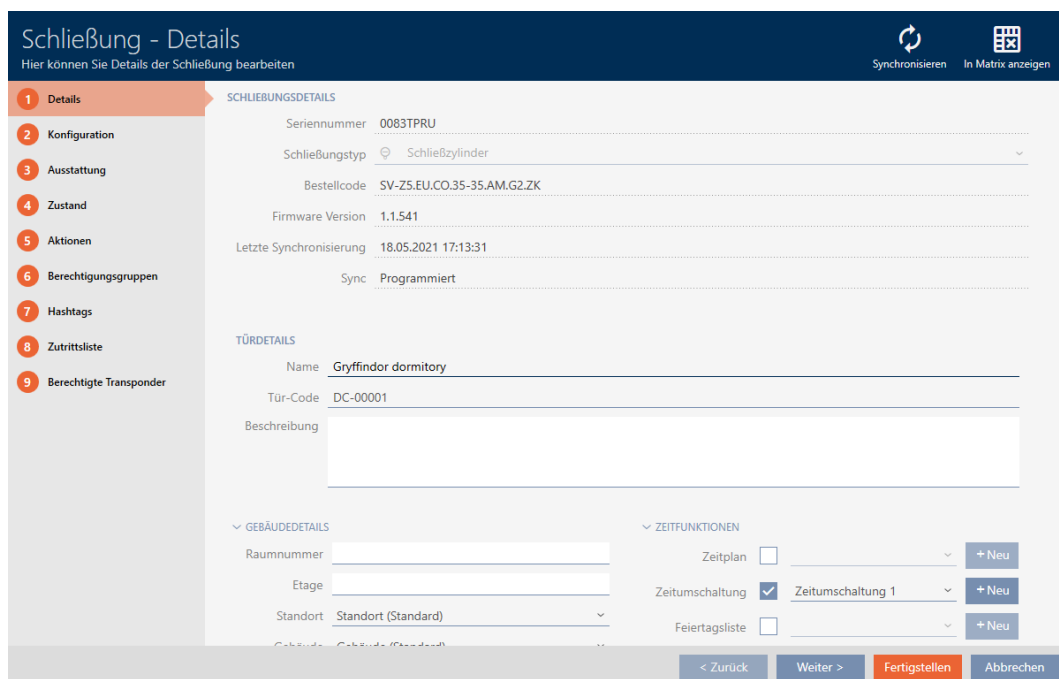 Schließung - Details
Hier können Sie Details der Schließung bearbeiten
Synchronisieren
In Matrix anzeigen
1 Details
2 Konfiguration
3 Ausstattung
4 Zustand
5 Aktionen
6 Berechtigungsgruppen
7 Hashtags
8 Zutrittsliste
9 Berechtigte Transponder
SCHLIEßUNGSDETAILS
Seriennummer 0083TPRU
Schließungstyp Schließzylinder
Bestellcode SV-Z5.EU.CO.35-35.AM.G2.ZK
Firmware Version 1.1.541
Letzte Synchronisierung 18.05.2021 17:13:31
Sync Programmiert
TÜRDETAILS
Name Gryffindor dormitory
Tür-Code DC-00001
Beschreibung
GEBÄUDEDETAILS
Raumnummer
Etage
Standort Standort (Standard)
Gebäude Gebäude (Standard)
ZEITFUNKTIONEN
Zeitplan + Neu
Zeitumschaltung Zeitumschaltung 1 + Neu
Feiertagsliste + Neu
< Zurück
Weiter >
Fertigstellen
Abbrechen